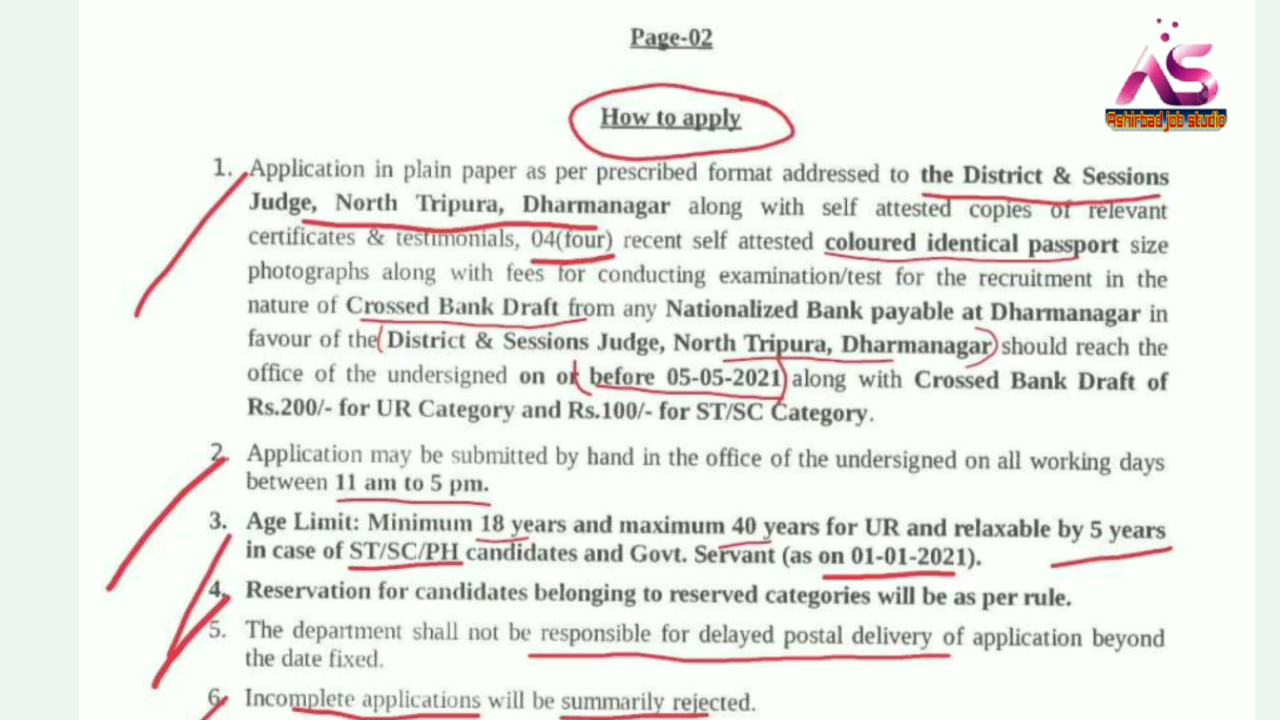 Page-02
AS
Ashirbad job studio
How to apply
1. Application in plain paper as per prescribed format addressed to the District & Sessions
Judge, North Tripura, Dharmanagar along with self attested copies of relevant
certificates & testimonials, 04(four) recent self attested coloured identical passport size
photographs along with fees for conducting examination/test for the recruitment in the
nature of Crossed Bank Draft from any Nationalized Bank payable at Dharmanagar in
favour of the District & Sessions Judge, North Tripura, Dharmanagar should reach the
office of the undersigned on or before 05-05-2021 along with Crossed Bank Draft of
Rs.200/- for UR Category and Rs.100/- for ST/SC Category.
2. Application may be submitted by hand in the office of the undersigned on all working days
between 11 am to 5 pm.
3. Age Limit: Minimum 18 years and maximum 40 years for UR and relaxable by 5 years
in case of ST/SC/PH candidates and Govt. Servant (as on 01-01-2021).
4. Reservation for candidates belonging to reserved categories will be as per rule.
5. The department shall not be responsible for delayed postal delivery of application beyond
the date fixed.
6. Incomplete applications will be summarily rejected.